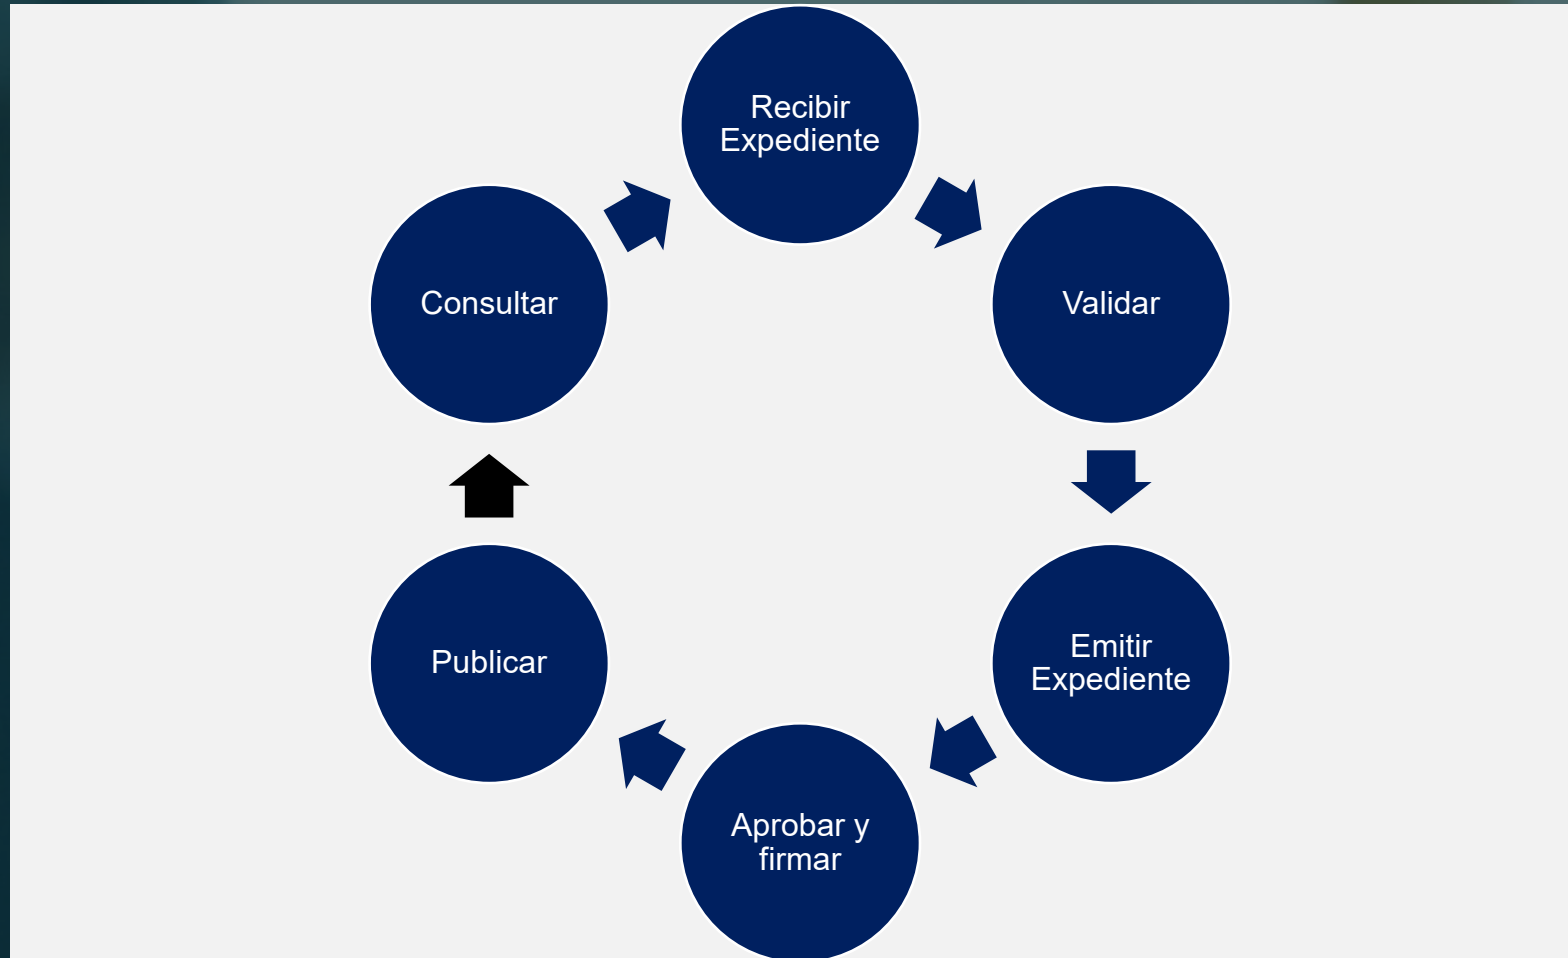 Recibir
Expediente
Validar
Emitir
Expediente
Aprobar y
firmar
Publicar
Consultar